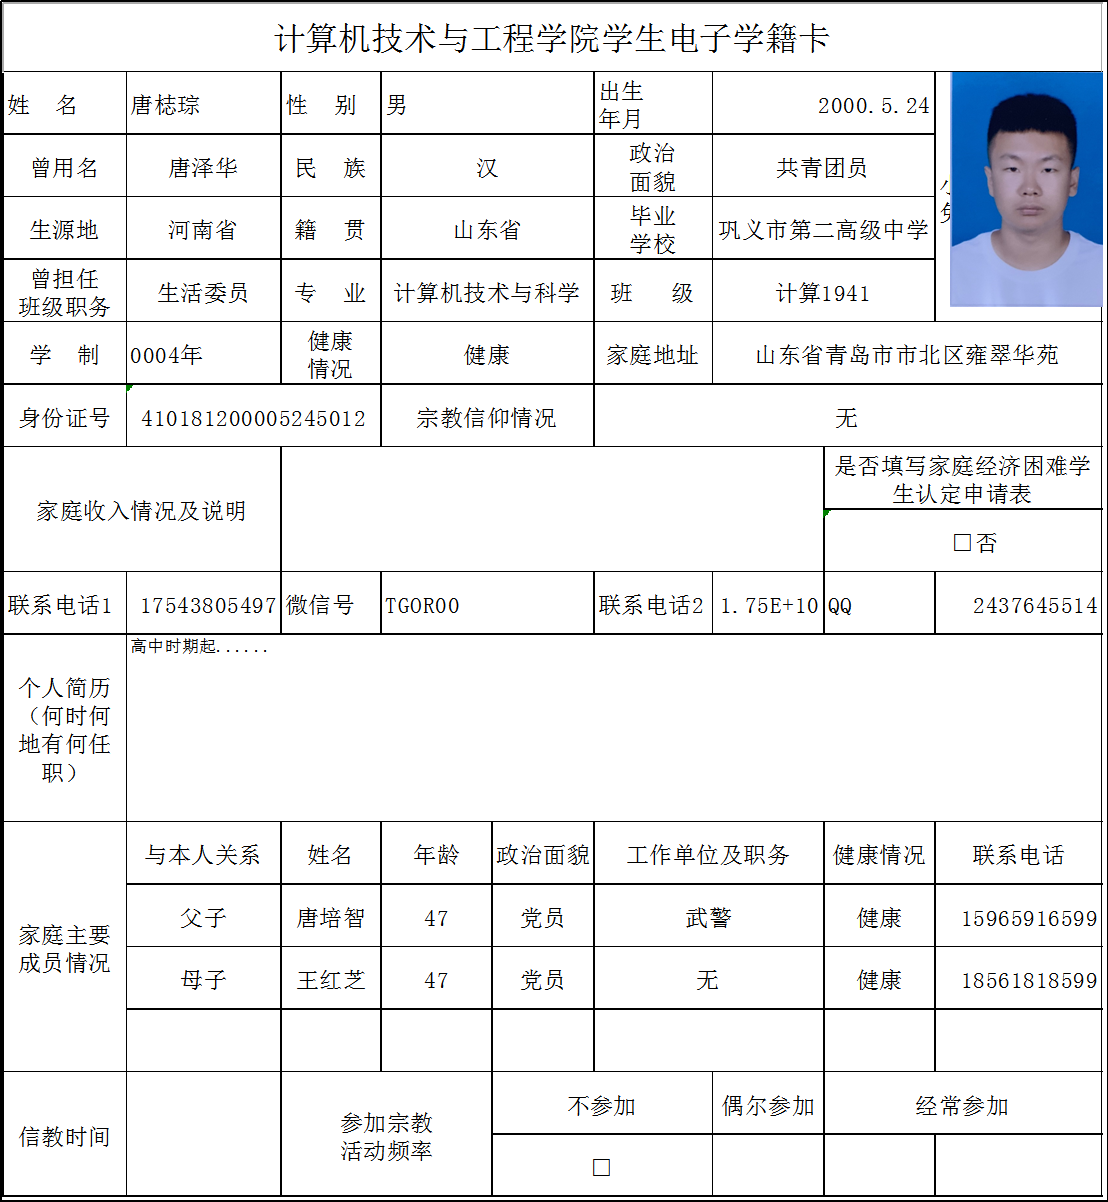 计算机技术与工程学院学生电子学籍卡
姓 名 唐梽琮 性 别 男 出生年月 2000.5.24
曾用名 唐泽华 民 族 汉 政治面貌 共青团员
生源地 河南省 籍 贯 山东省 毕业学校 巩义市第二高级中学
曾担任班级职务 生活委员 专 业 计算机技术与科学 班 级 计算1941
学 制 0004年 健康情况 健康 家庭地址 山东省青岛市市北区雍翠华苑
身份证号 410181200005245012 宗教信仰情况 无
家庭收入情况及说明 是否填写家庭经济困难学生认定申请表
□否
联系电话1 17543805497 微信号 TGOR00 联系电话2 1.75E+10 QQ 2437645514
个人简历（何时何地有何任职） 高中时期起......
家庭主要成员情况
与本人关系 姓名 年龄 政治面貌 工作单位及职务 健康情况 联系电话
父子 唐培智 47 党员 武警 健康 15965916599
母子 王红芝 47 党员 无 健康 18561818599
信教时间 参加宗教活动频率 不参加 偶尔参加 经常参加
□